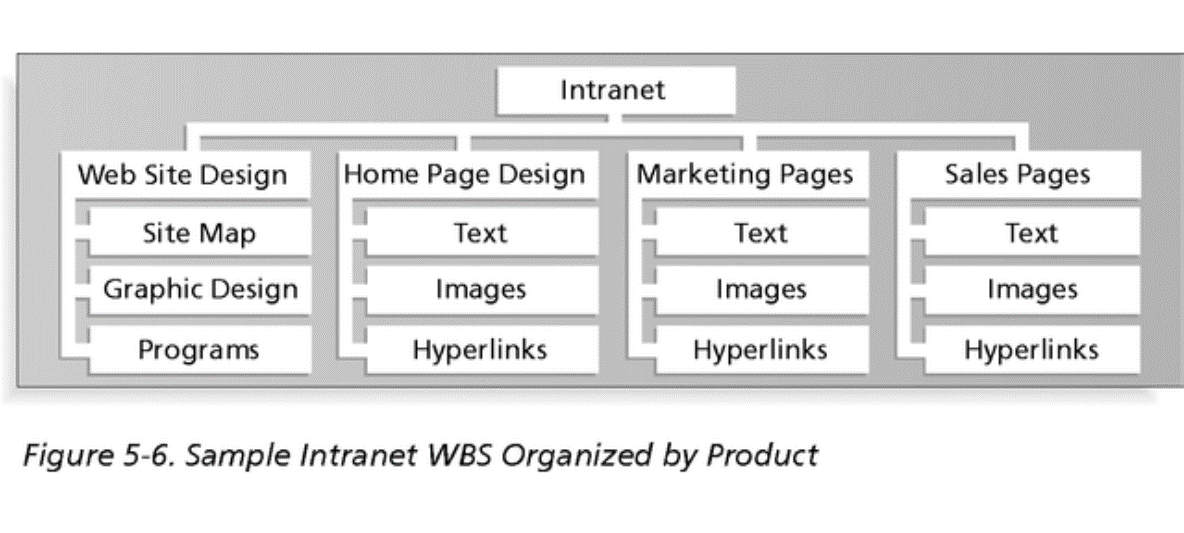 Intranet
Web Site Design
Home Page Design
Marketing Pages
Sales Pages
Site Map
Text
Text
Text
Graphic Design
Images
Images
Images
Programs
Hyperlinks
Hyperlinks
Hyperlinks
Figure 5-6. Sample Intranet WBS Organized by Product